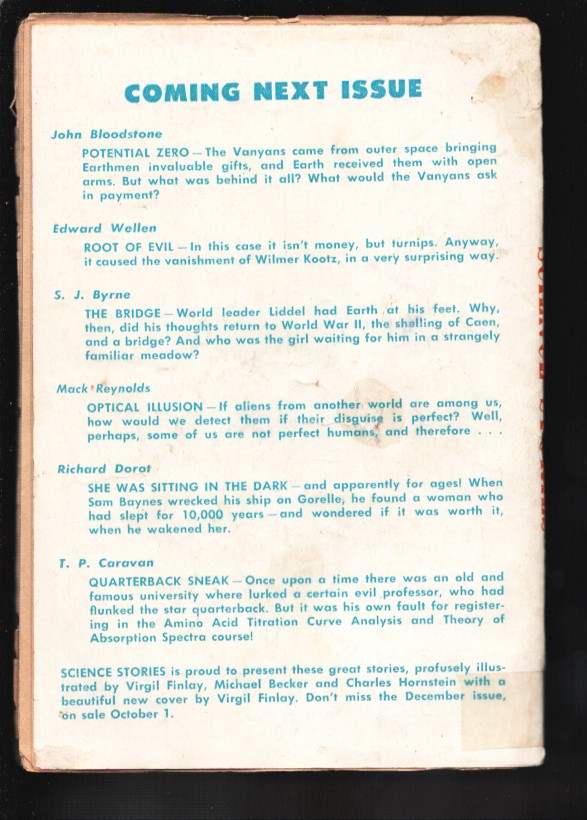 COMING NEXT ISSUE
John Bloodstone
POTENTIAL ZERO — The Vanyans came from outer space bringing
Earthmen invaluable gifts, and Earth received them with open
arms. But what was behind it all? What would the Vanyans ask
in payment?
Edward Wellen
ROOT OF EVIL — In this case it isn't money, but turnips. Anyway,
it caused the vanishment of Wilmer Kootz, in a very surprising way.
S. J. Byrne
THE BRIDGE — World leader Liddel had Earth at his feet. Why,
then, did his thoughts return to World War II, the shelling of Caen,
and a bridge? And who was the girl waiting for him in a strangely
familiar meadow?
Mack Reynolds
OPTICAL ILLUSION — If aliens from another world are among us,
how would we detect them if their disguise is perfect? Well,
perhaps, some of us are not perfect humans, and therefore . . .
Richard Dorot
SHE WAS SITTING IN THE DARK — and apparently for ages! When
Sam Baynes wrecked his ship on Gorelle, he found a woman who
had slept for 10,000 years — and wondered if it was worth it,
when he wakened her.
T. P. Caravan
QUARTERBACK SNEAK — Once upon a time there was an old and
famous university where lurked a certain evil professor, who had
flunked the star quarterback. But it was his own fault for register-
ing in the Amino Acid Titration Curve Analysis and Theory of
Absorption Spectra course!
SCIENCE STORIES is proud to present these great stories, profusely illus-
trated by Virgil Finlay, Michael Becker and Charles Hornstein with a
beautiful new cover by Virgil Finlay. Don't miss the December issue,
on sale October 1.